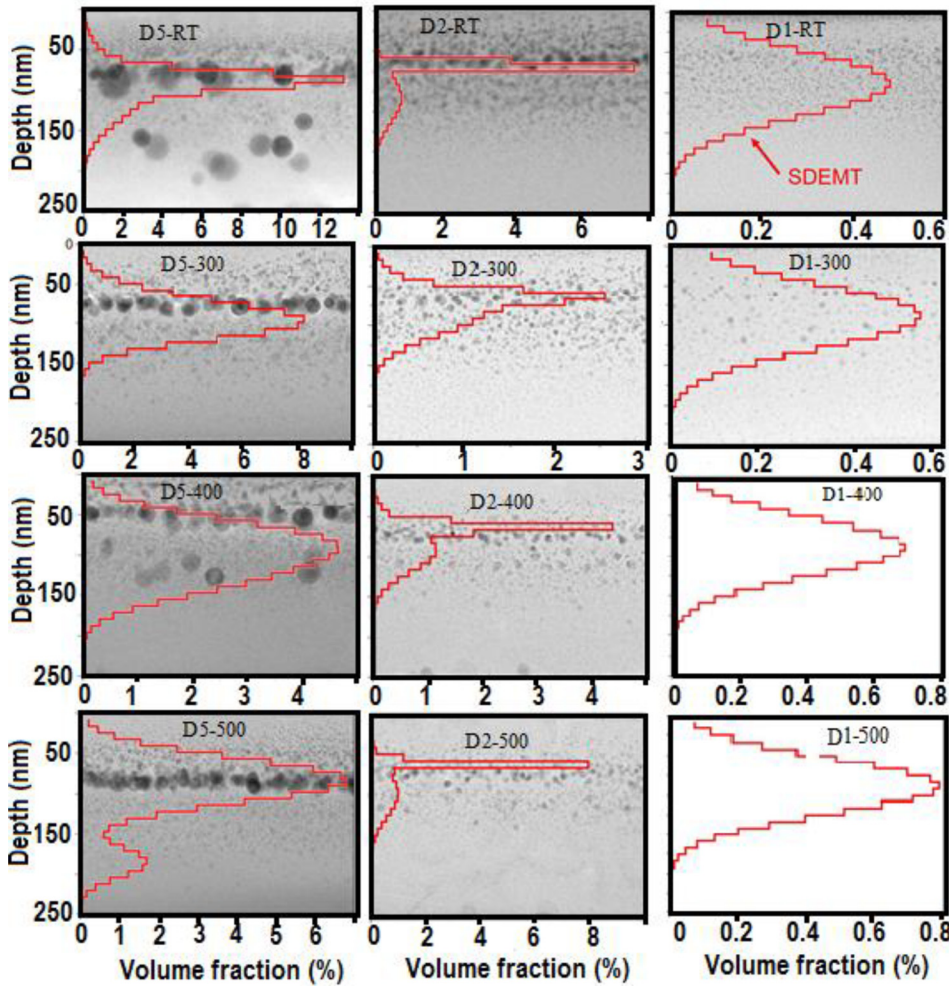 D5-RT
D2-RT
D1-RT
SDEMT
Depth (nm)
50
150
250
0 2 4 6 8 10 12
0 2 4 6
0 0.2 0.4 0.6
D5-300
D2-300
D1-300
Depth (nm)
0
50
150
250
0 2 4 6 8
0 1 2 3
0 0.2 0.4 0.6
D5-400
D2-400
D1-400
Depth (nm)
50
150
250
0 1 2 3 4
0 1 2 3 4
0 0.2 0.4 0.6 0.8
D5-500
D2-500
D1-500
Depth (nm)
50
150
250
0 1 2 3 4 5 6
0 2 4 6 8
0 0.2 0.4 0.6 0.8
Volume fraction (%)
Volume fraction (%)
Volume fraction (%)